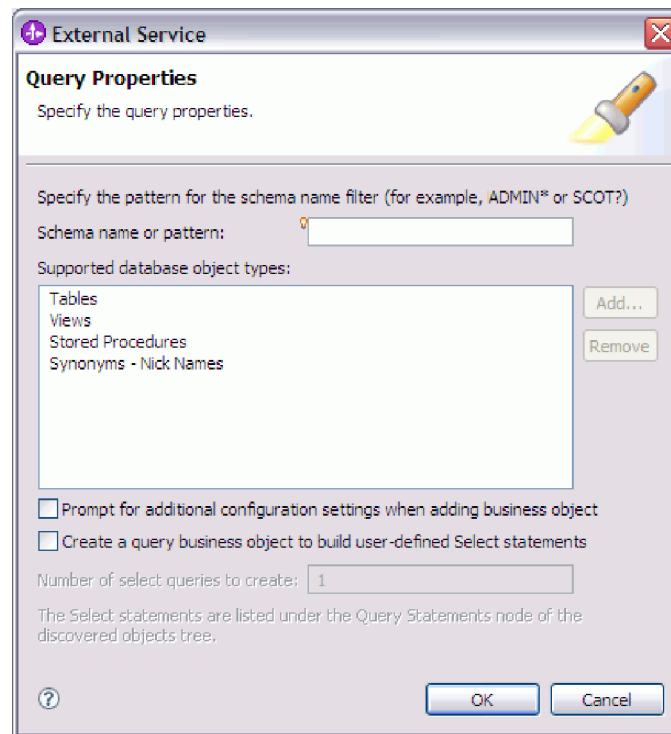 External Service
Query Properties
Specify the query properties.
Specify the pattern for the schema name filter (for example, ADMIN* or SCOT?)
Schema name or pattern:
Supported database object types:
Tables
Views
Stored Procedures
Synonyms - Nick Names
Add...
Remove
Prompt for additional configuration settings when adding business object
Create a query business object to build user-defined Select statements
Number of select queries to create: 1
The Select statements are listed under the Query Statements node of the
discovered objects tree.
? OK Cancel